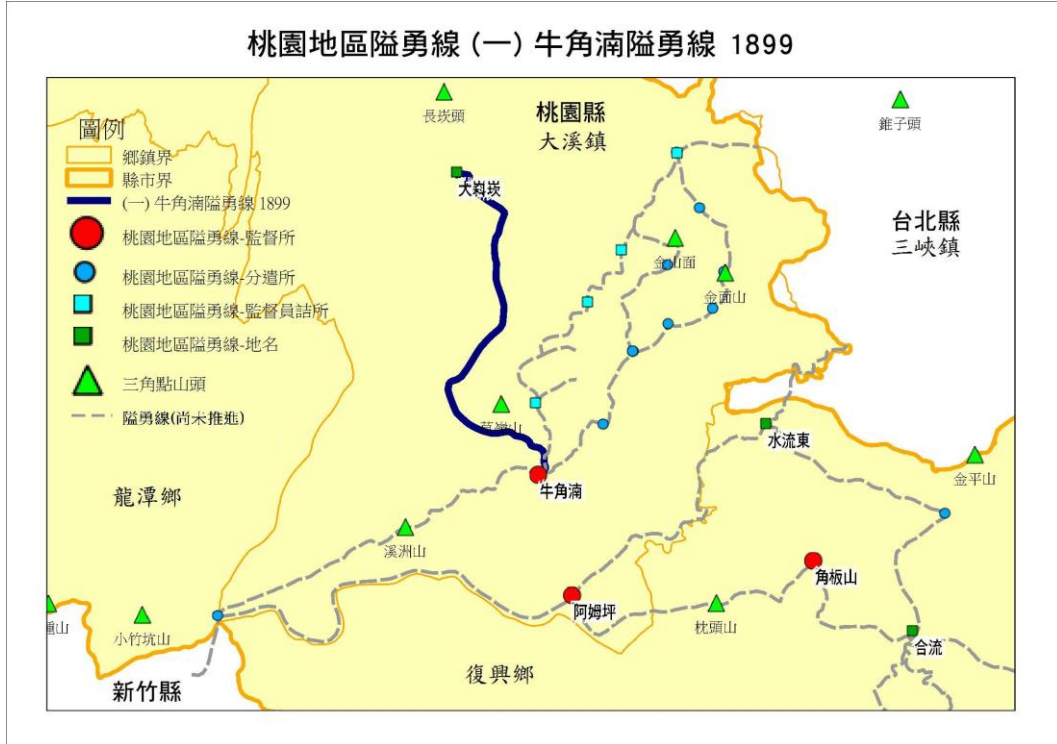 桃園地區隘勇線(一)牛角湳隘勇線 1899
圖例
鄉鎮界
縣市界
(一)牛角湳隘勇線 1899
桃園地區隘勇線-監督所
桃園地區隘勇線-分遣所
桃園地區隘勇線-監督員詰所
桃園地區隘勇線-地名
三角點山頭
隘勇線(尚未推進)
長崁頭
桃園縣
大溪鎮
錐子頭
大嵙崁
台北縣
三峽鎮
金山面
金面山
水流東
金平山
牛角湳
龍潭鄉
溪洲山
角板山
阿姆坪
枕頭山
小竹坑山
合流
復興鄉
新竹縣